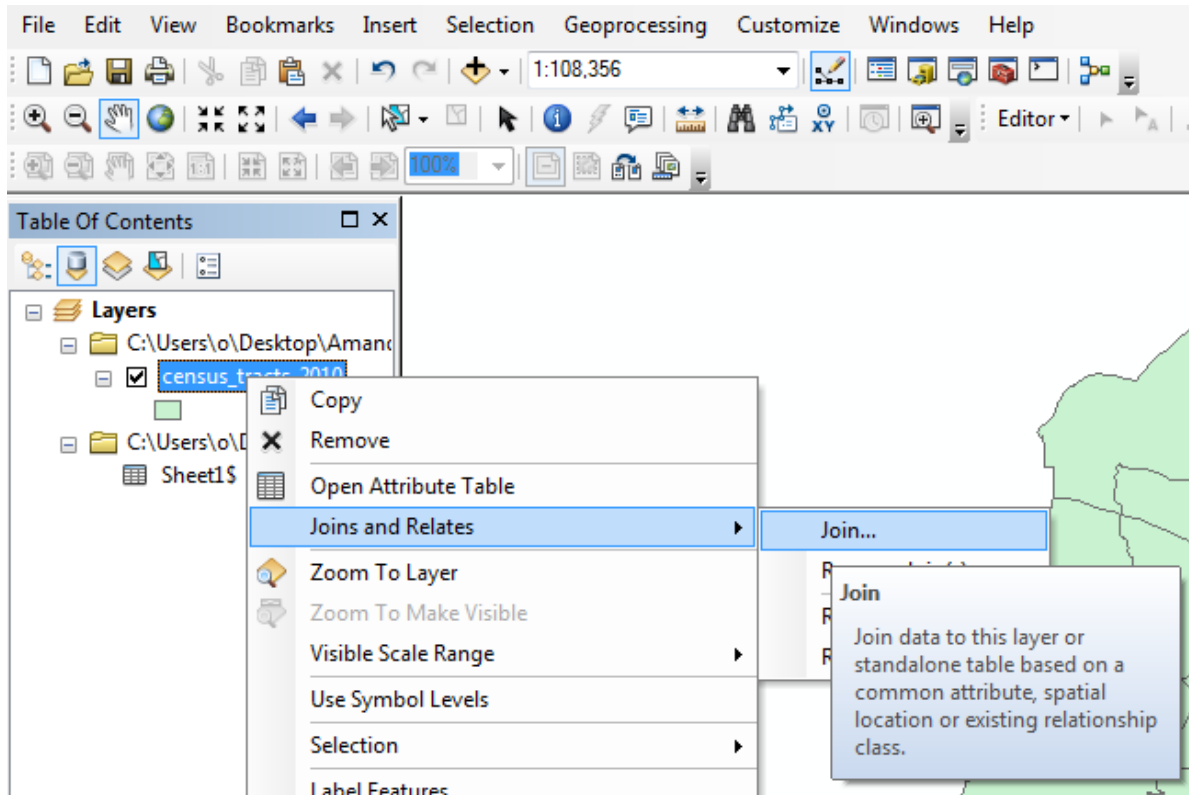 File Edit View Bookmarks Insert Selection Geoprocessing Customize Windows Help
1:108,356
Editor
100%
Table Of Contents
Layers
C:\Users\o\Desktop\Aman
census_tracts_2010
C:\Users\o\
Sheet1$
Copy
Remove
Open Attribute Table
Joins and Relates
Zoom To Layer
Zoom To Make Visible
Visible Scale Range
Use Symbol Levels
Selection
Label Features
Join...
Join
Join data to this layer or
standalone table based on a
common attribute, spatial
location or existing relationship
class.